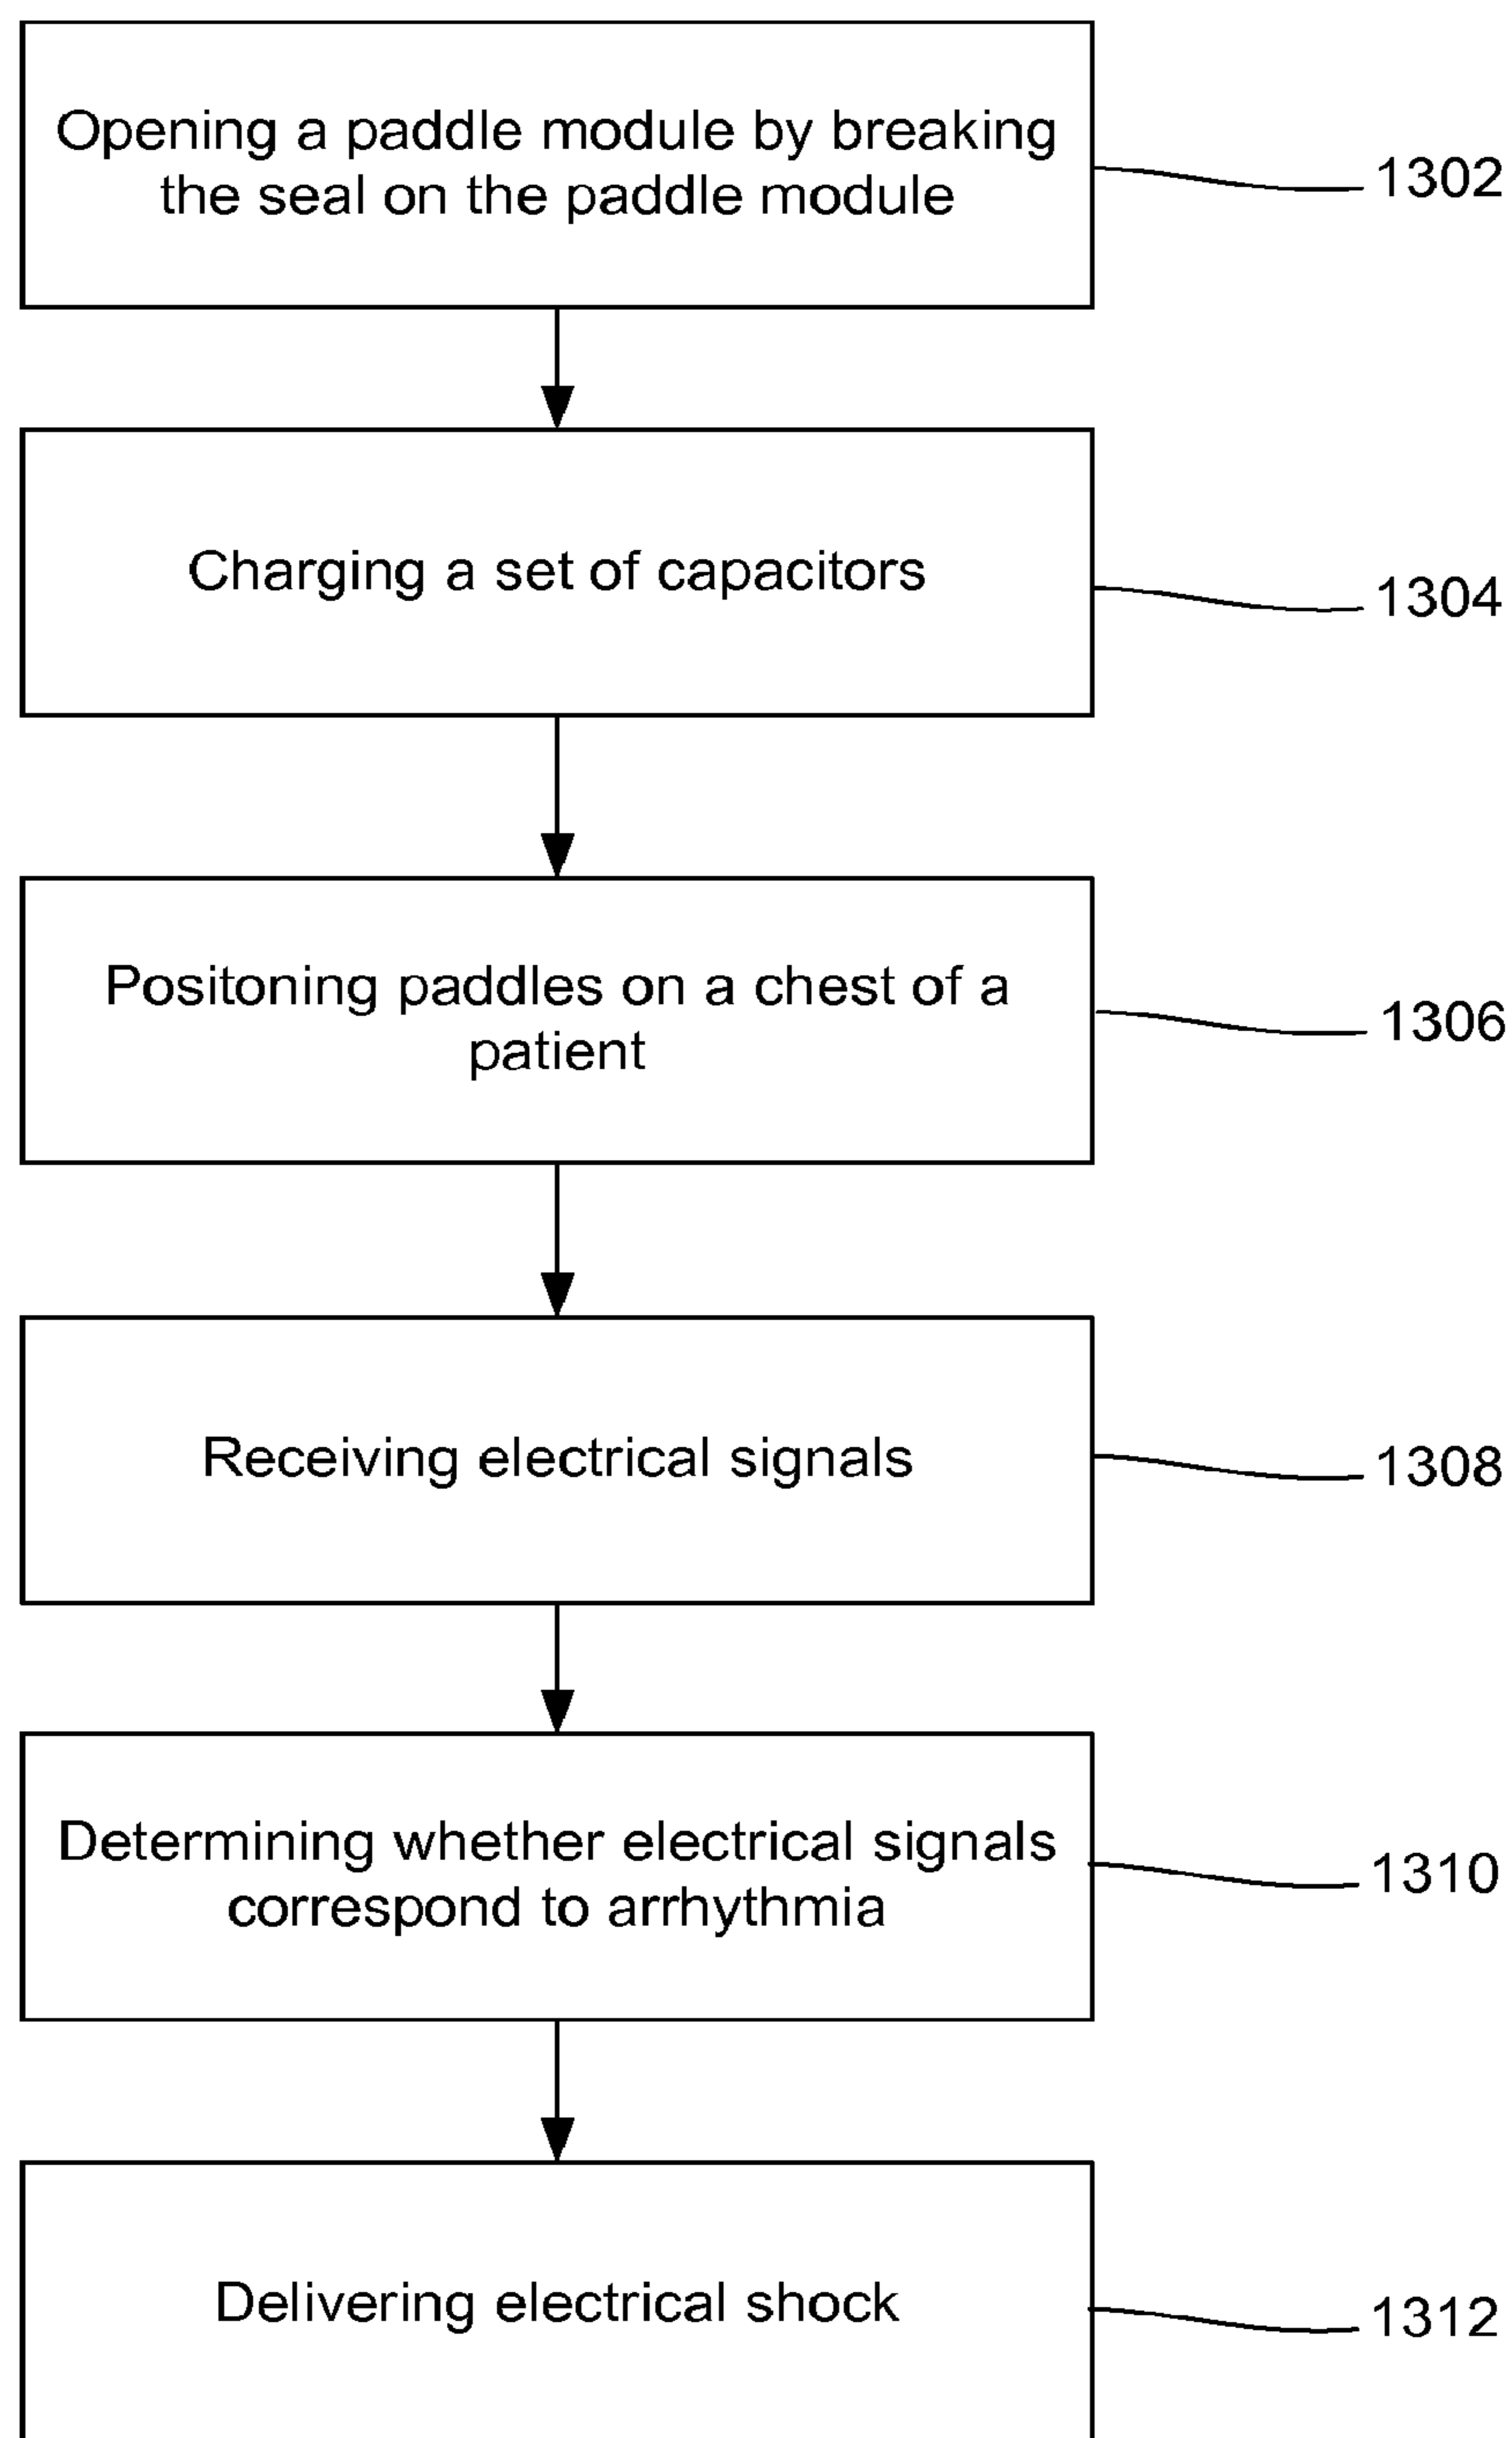 Opening a paddle module by breaking
the seal on the paddle module
1302
Charging a set of capacitors
1304
Positoning paddles on a chest of a
patient
1306
Receiving electrical signals
1308
Determining whether electrical signals
correspond to arrhythmia
1310
Delivering electrical shock
1312